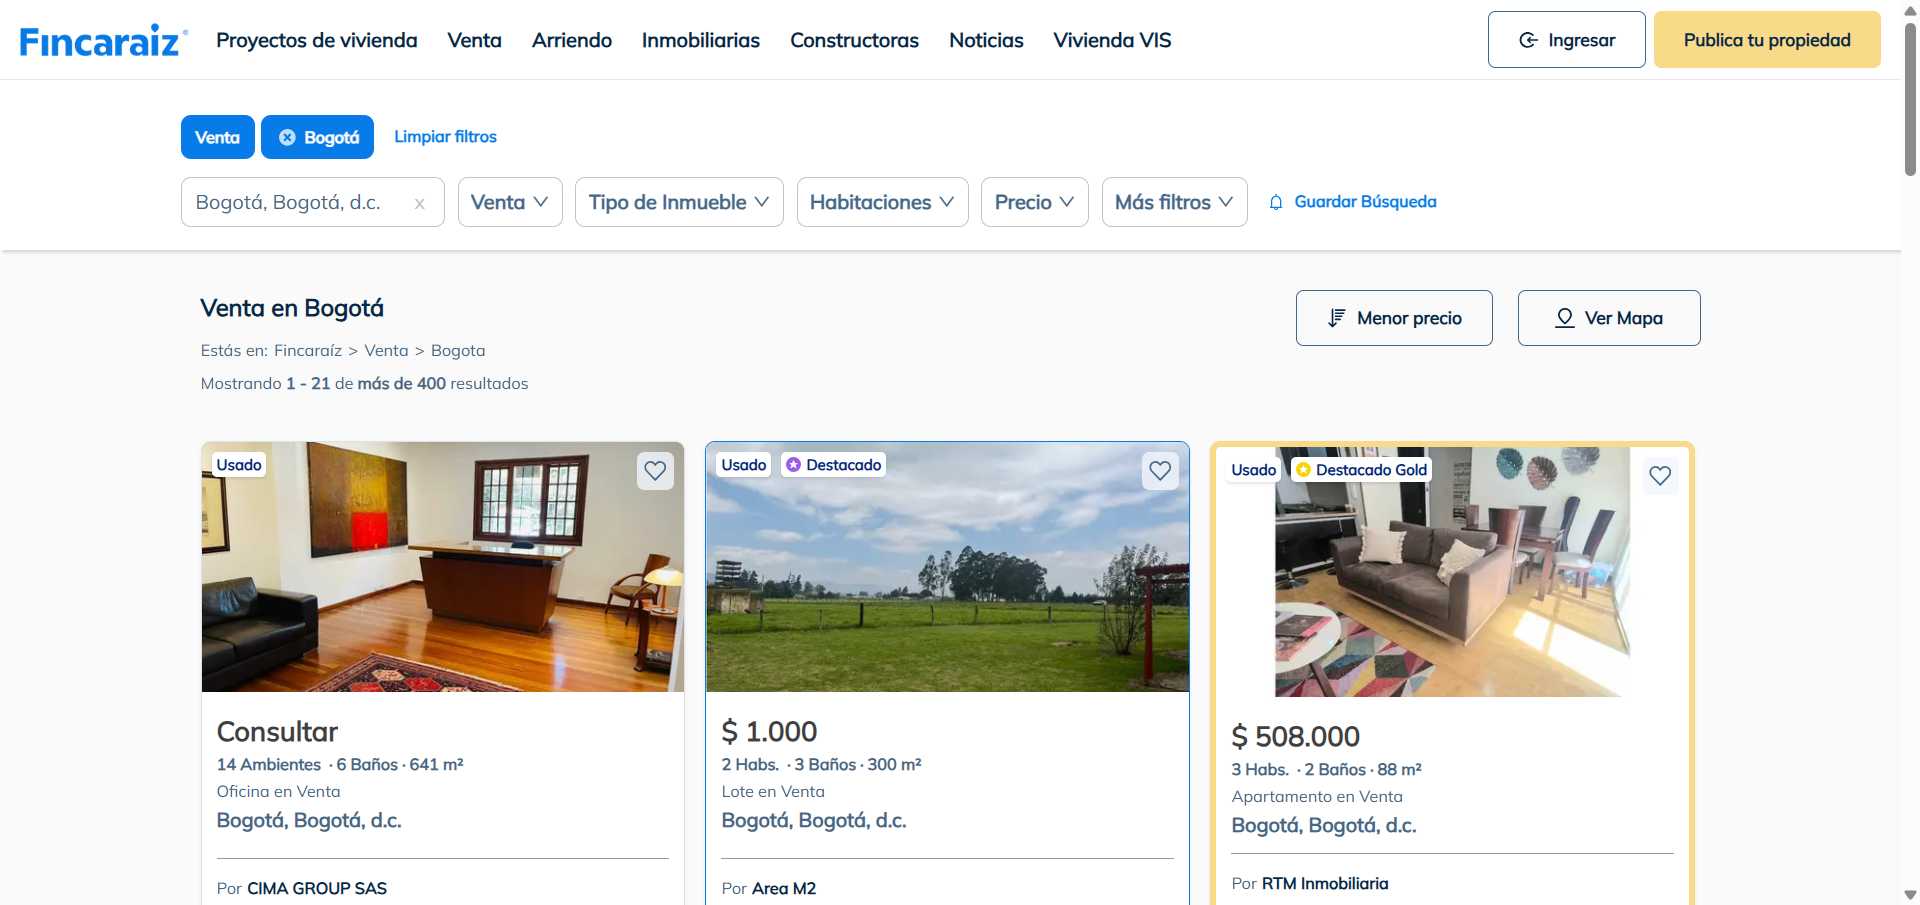 Fincaraiz®
Proyectos de vivienda
Venta
Arriendo
Inmobiliarias
Constructoras
Noticias
Vivienda VIS
Ingresar
Publica tu propiedad
Venta
Bogotá
Limpiar filtros
Bogotá, Bogotá, d.c. x
Venta
Tipo de Inmueble
Habitaciones
Precio
Más filtros
Guardar Búsqueda
Venta en Bogotá
Menor precio
Ver Mapa
Estás en: Fincaraíz > Venta > Bogota
Mostrando 1 - 21 de más de 400 resultados
Usado
Consultar
14 Ambientes · 6 Baños · 641 m²
Oficina en Venta
Bogotá, Bogotá, d.c.
Por CIMA GROUP SAS
Usado
Destacado
$ 1.000
2 Habs. · 3 Baños · 300 m²
Lote en Venta
Bogotá, Bogotá, d.c.
Por Area M2
Usado
Destacado Gold
$ 508.000
3 Habs. · 2 Baños · 88 m²
Apartamento en Venta
Bogotá, Bogotá, d.c.
Por RTM Inmobiliaria